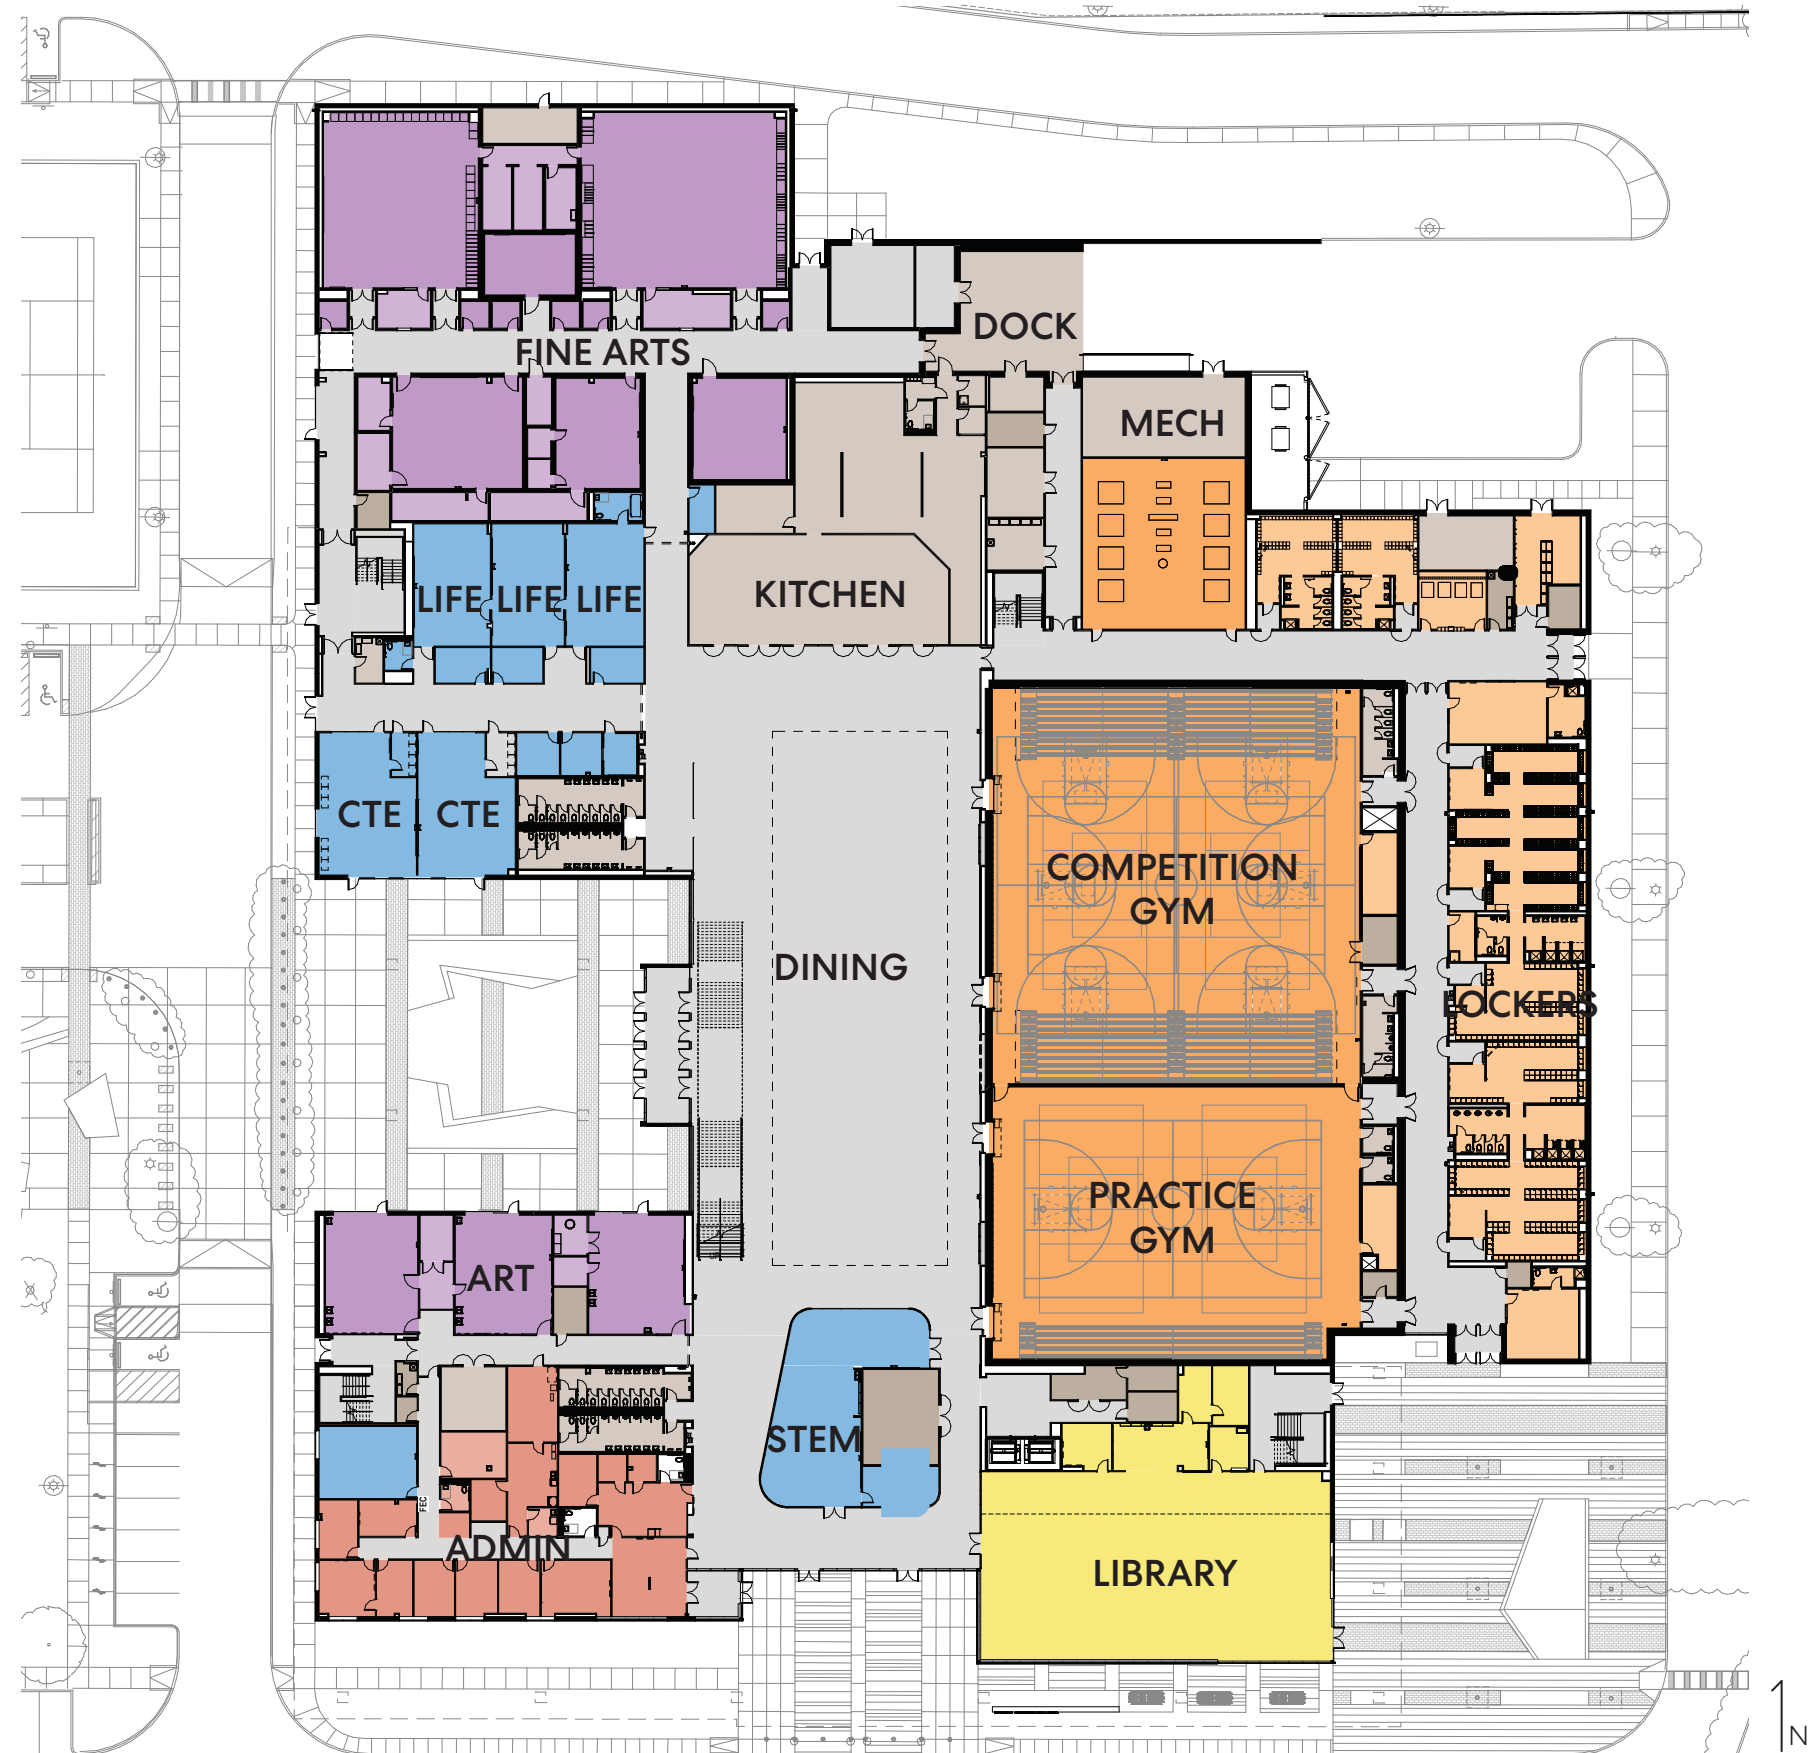 FINE ARTS
DOCK
MECH
LIFE LIFE LIFE
KITCHEN
CTE CTE
COMPETITION
GYM
DINING
LOCKERS
PRACTICE
GYM
ART
STEM
FEC
ADMIN
LIBRARY
N